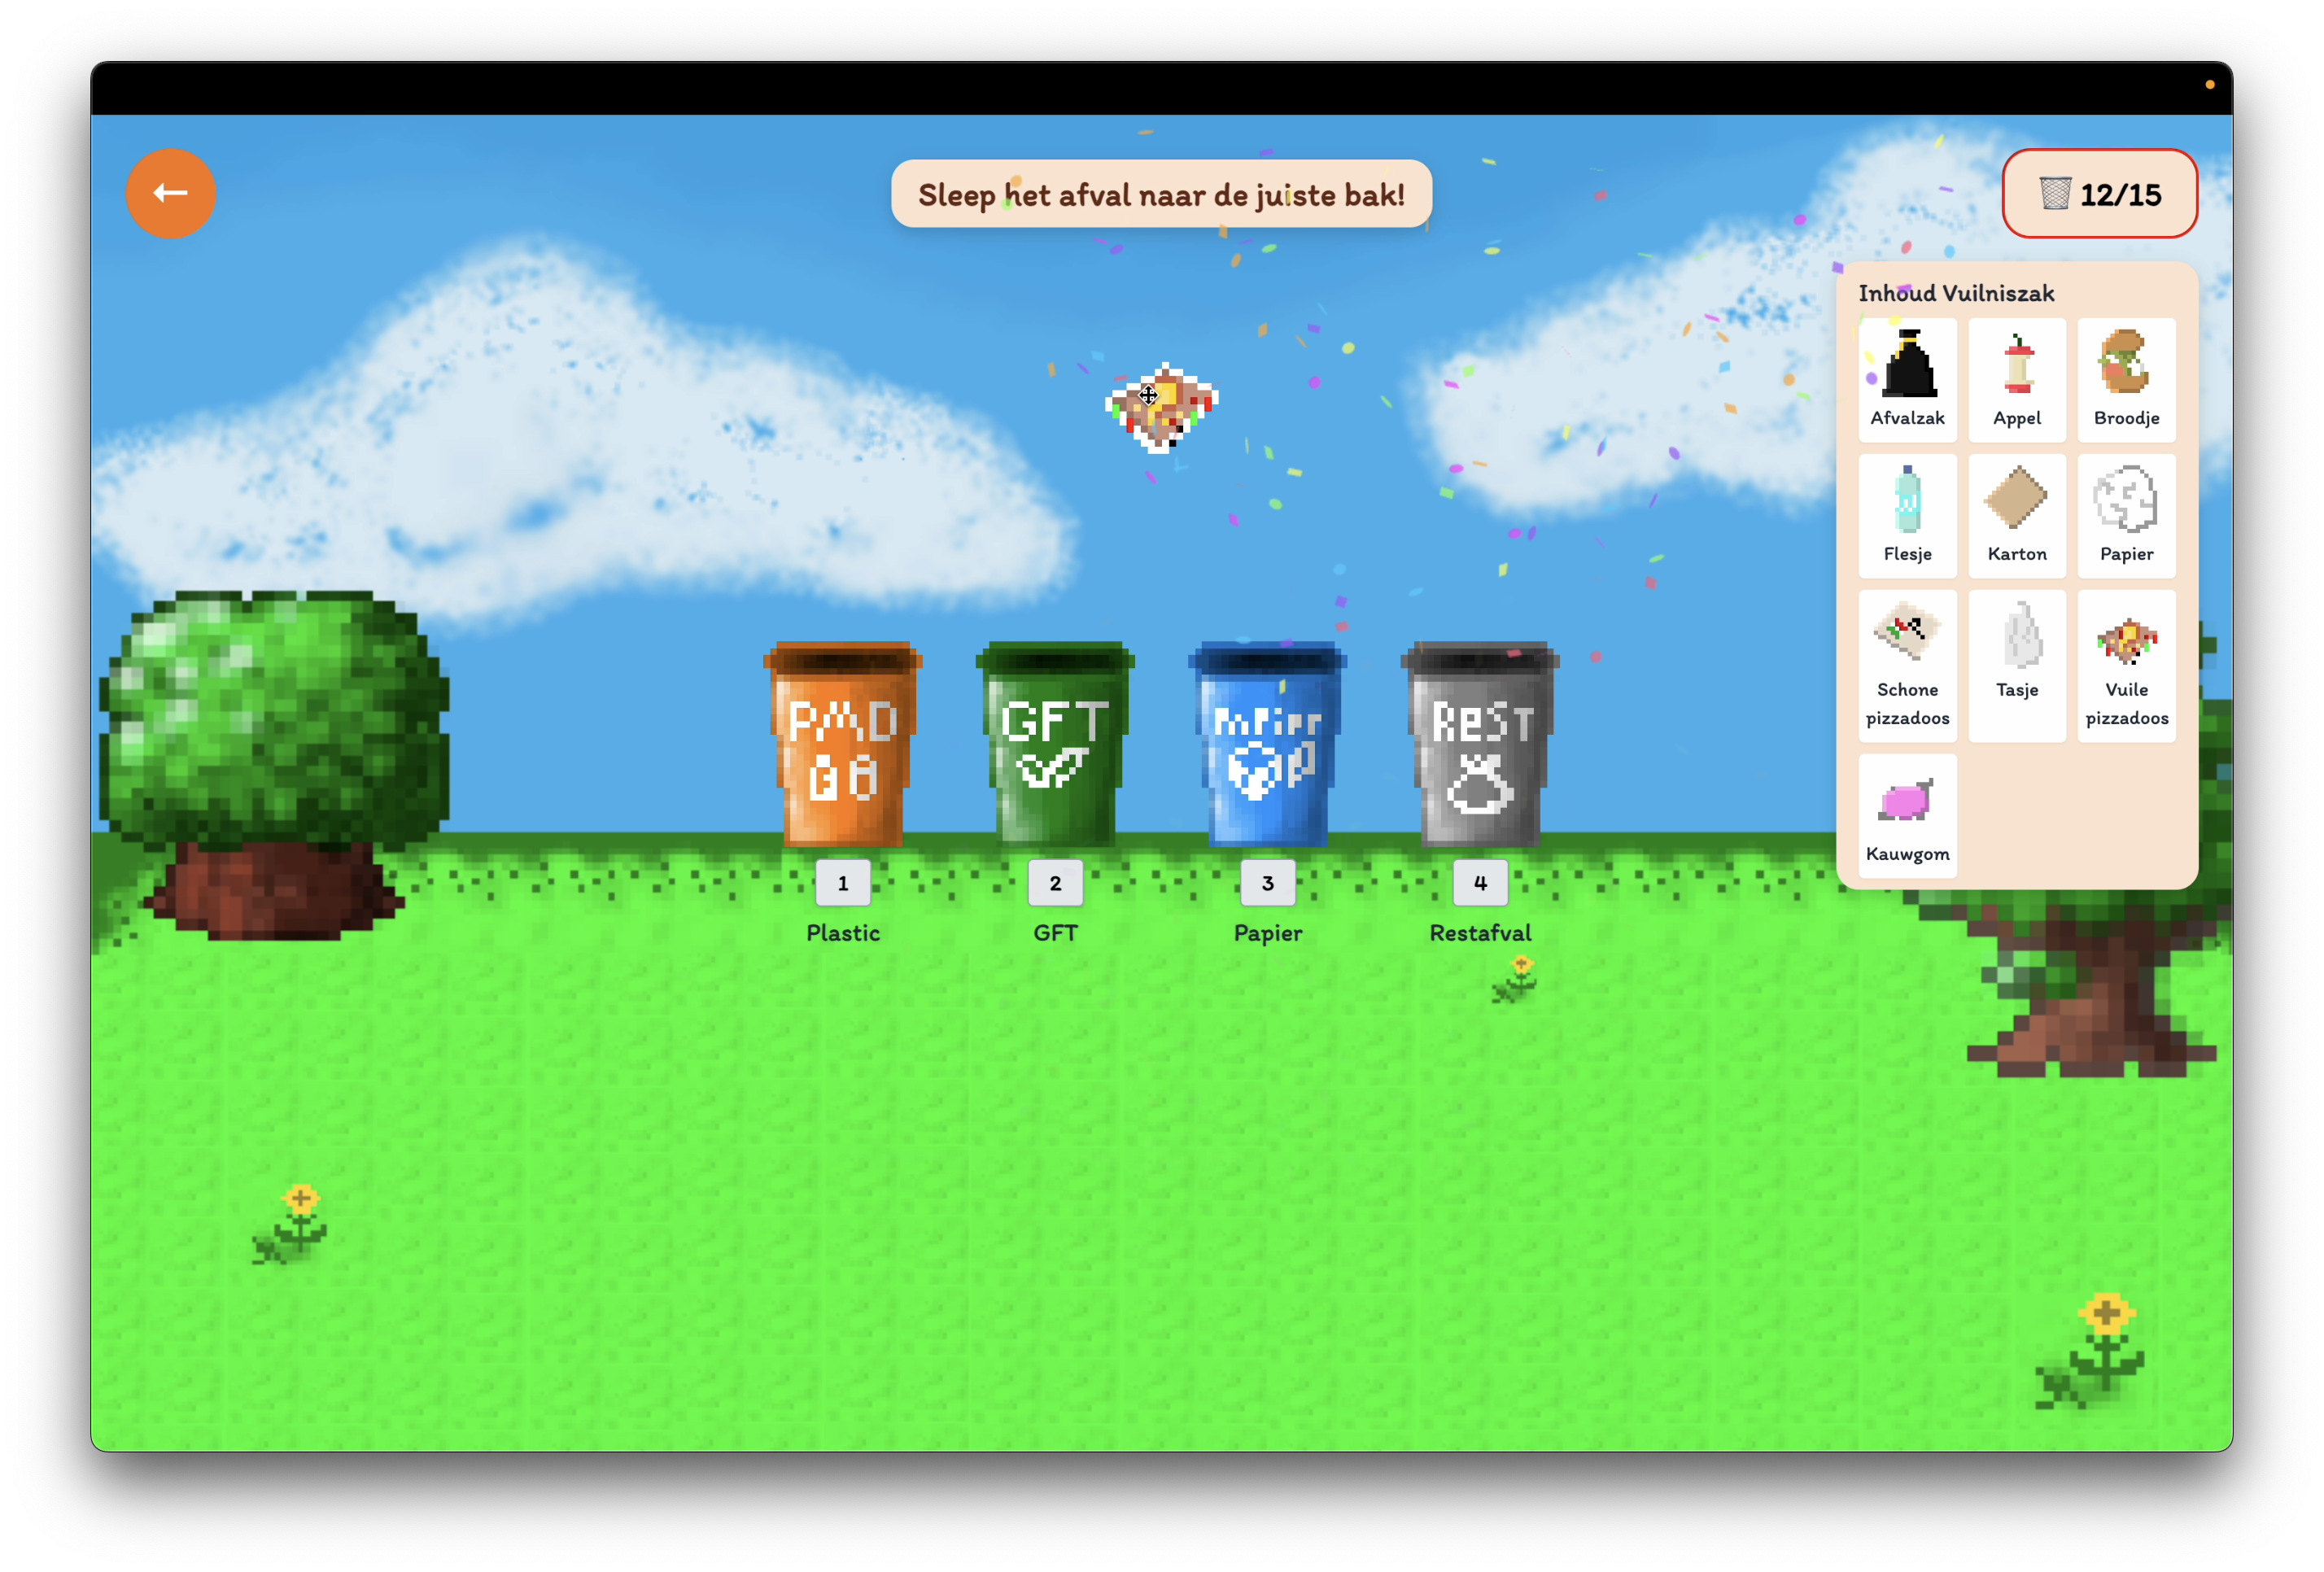 Sleep het afval naar de juiste bak!
12/15
Inhoud Vuilniszak
Afvalzak
Appel
Broodje
Flesje
Karton
Papier
Schone
pizzadoos
Tasje
Vuile
pizzadoos
Kauwgom
PMD
GFT
REST
1
2
3
4
Plastic
GFT
Papier
Restafval